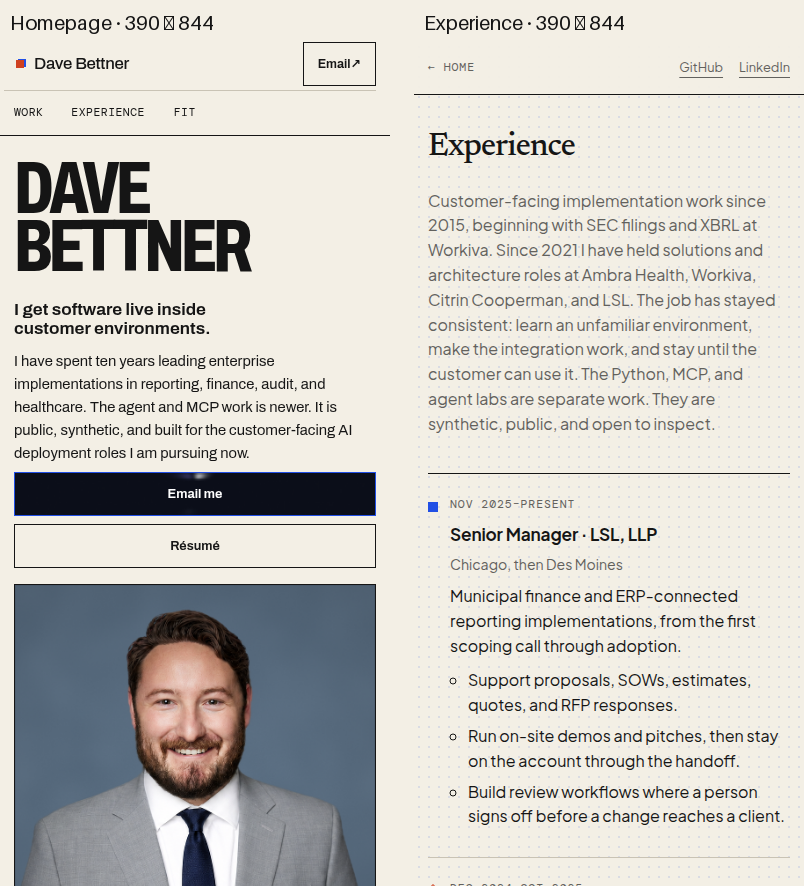 Homepage · 390 × 844
Dave Bettner
Email↗
WORK EXPERIENCE FIT
DAVE
BETTNER
I get software live inside
customer environments.
I have spent ten years leading enterprise
implementations in reporting, finance, audit, and
healthcare. The agent and MCP work is newer. It is
public, synthetic, and built for the customer-facing AI
deployment roles I am pursuing now.
Email me
Résumé
Experience · 390 × 844
← HOME
GitHub LinkedIn
Experience
Customer-facing implementation work since
2015, beginning with SEC filings and XBRL at
Workiva. Since 2021 I have held solutions and
architecture roles at Ambra Health, Workiva,
Citrin Cooperman, and LSL. The job has stayed
consistent: learn an unfamiliar environment,
make the integration work, and stay until the
customer can use it. The Python, MCP, and
agent labs are separate work. They are
synthetic, public, and open to inspect.
NOV 2025–PRESENT
Senior Manager · LSL, LLP
Chicago, then Des Moines
Municipal finance and ERP-connected
reporting implementations, from the first
scoping call through adoption.
Support proposals, SOWs, estimates,
quotes, and RFP responses.
Run on-site demos and pitches, then stay
on the account through the handoff.
Build review workflows where a person
signs off before a change reaches a client.